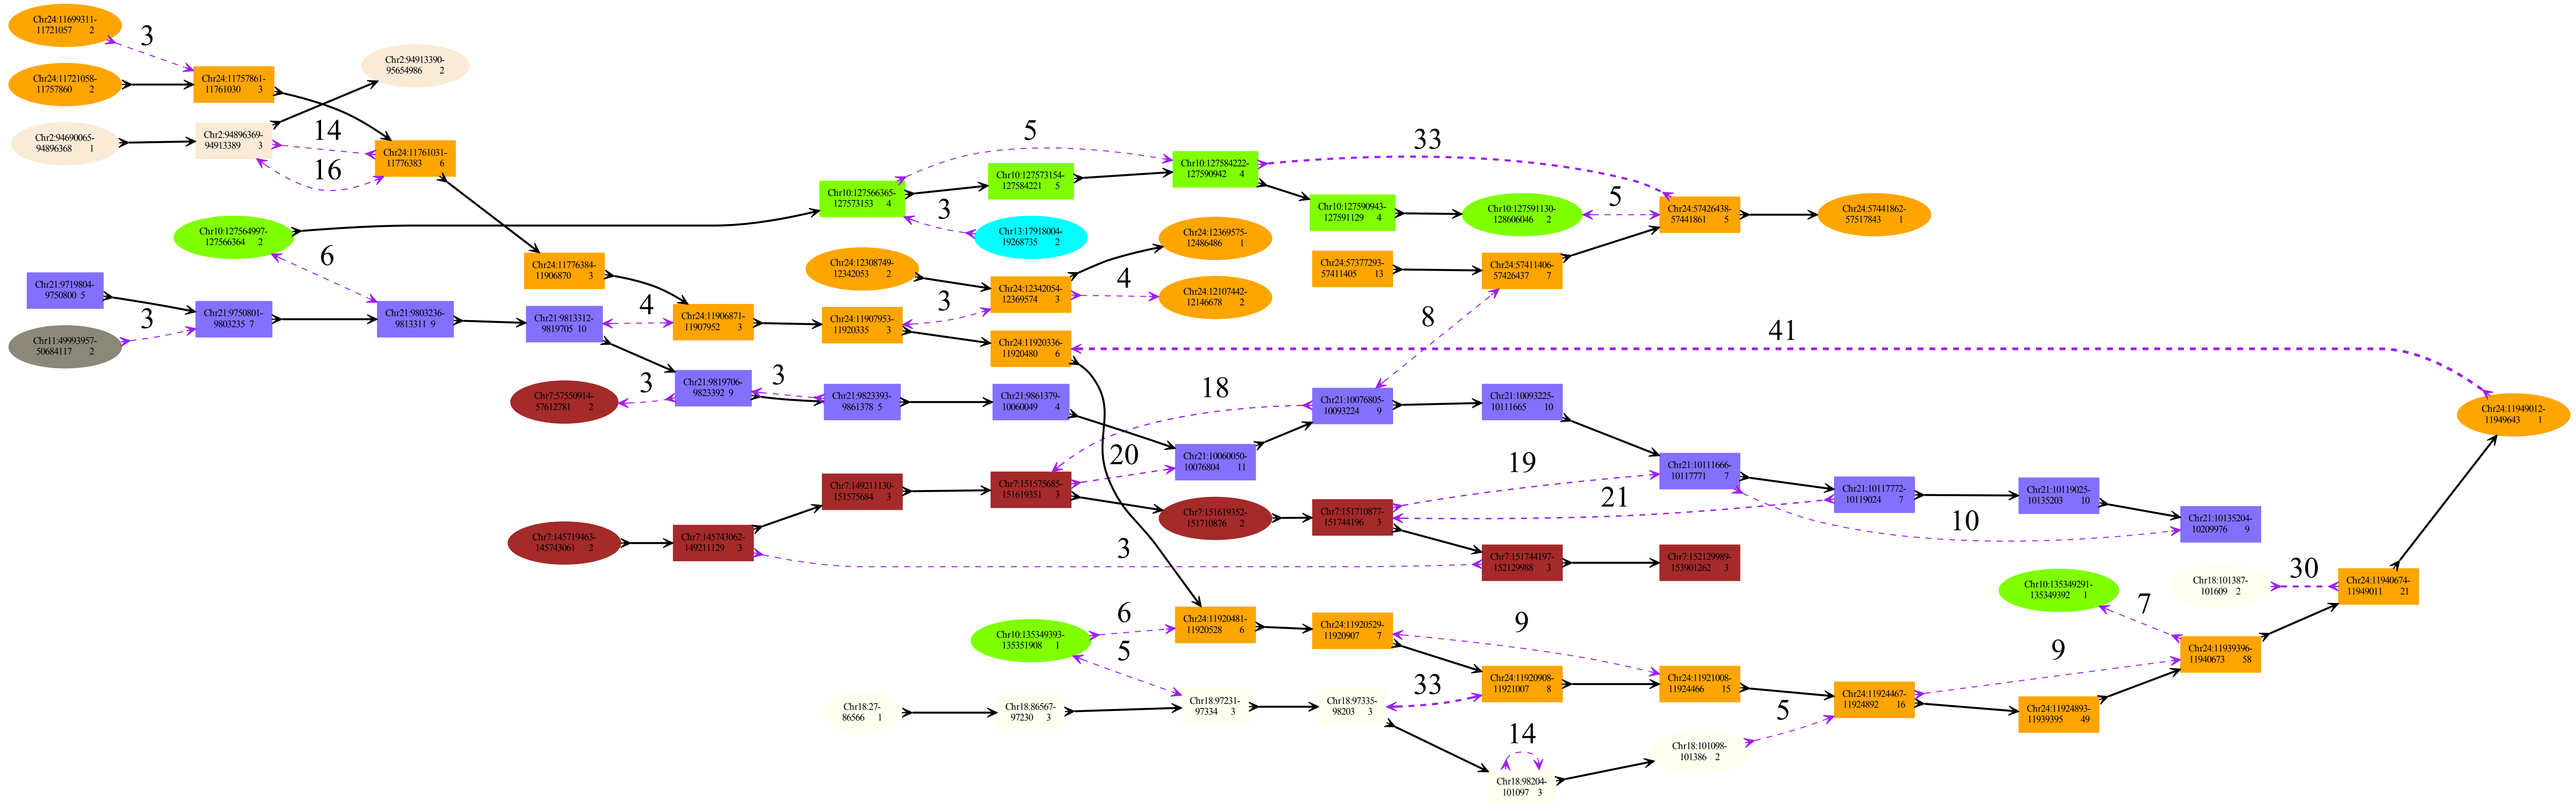 Chr24:11699311-
11721057 2
3
Chr24:11721058-
11757860 2
Chr24:11757861-
11761030 3
Chr2:94913390-
95654986 2
Chr2:94690065-
94896368 1
Chr2:94896369-
94913389 3
14
16
Chr24:11761031-
11776383 6
Chr10:127564997-
127566364 2
6
Chr10:127566365-
127573153 4
5
Chr10:127573154-
127584221 5
Chr10:127584222-
127590942 4
33
3
Chr13:17918004-
19268735 2
Chr10:127590943-
127591129 4
Chr10:127591130-
128606046 2
5
Chr24:57426438-
57441861 5
Chr24:57441862-
57517843 1
Chr24:11776384-
11906870 3
Chr24:12308749-
12342053 2
Chr24:12369575-
12486486 1
Chr24:12342054-
12369574 3
4
Chr24:12107442-
12146678 2
Chr24:57377293-
57411405 13
Chr24:57411406-
57426437 7
8
Chr21:9719804-
9750800 5
Chr21:9750801-
9803235 7
Chr11:49993957-
50684117 2
3
Chr21:9803236-
9813311 9
Chr21:9813312-
9819705 10
4
Chr24:11906871-
11907952 3
Chr24:11907953-
11920335 3
3
Chr24:11920336-
11920480 6
41
Chr24:11949012-
11949643 1
Chr7:57550914-
57612781 2
3
Chr21:9819706-
9823392 9
3
Chr21:9823393-
9861378 5
Chr21:9861379-
10060049 4
18
Chr21:10076805-
10093224 9
Chr21:10093225-
10111665 10
20
Chr21:10060050-
10076804 11
Chr7:149211130-
151575684 3
Chr7:151575685-
151619351 3
Chr7:151619352-
151710876 2
Chr7:151710877-
151744196 3
19
21
Chr21:10111666-
10117771 7
Chr21:10117772-
10119024 7
Chr21:10119025-
10135203 10
10
Chr21:10135204-
10209976 9
Chr7:145719463-
145743061 2
Chr7:145743062-
149211129 3
3
Chr7:151744197-
152129988 3
Chr7:152129989-
153901262 3
Chr10:135349291-
135349392 1
Chr18:101387-
101609 2
30
Chr24:11940674-
11949011 21
7
Chr10:135349393-
135351908 1
6
5
Chr24:11920481-
11920528 6
Chr24:11920529-
11920907 7
9
Chr24:11920908-
11921007 8
Chr24:11921008-
11924466 15
Chr24:11924467-
11924892 16
9
Chr24:11939396-
11940673 58
Chr24:11924893-
11939395 49
5
Chr18:27-
86566 1
Chr18:86567-
97230 3
Chr18:97231-
97334 3
Chr18:97335-
98203 3
33
14
Chr18:98204-
101097 3
Chr18:101098-
101386 2